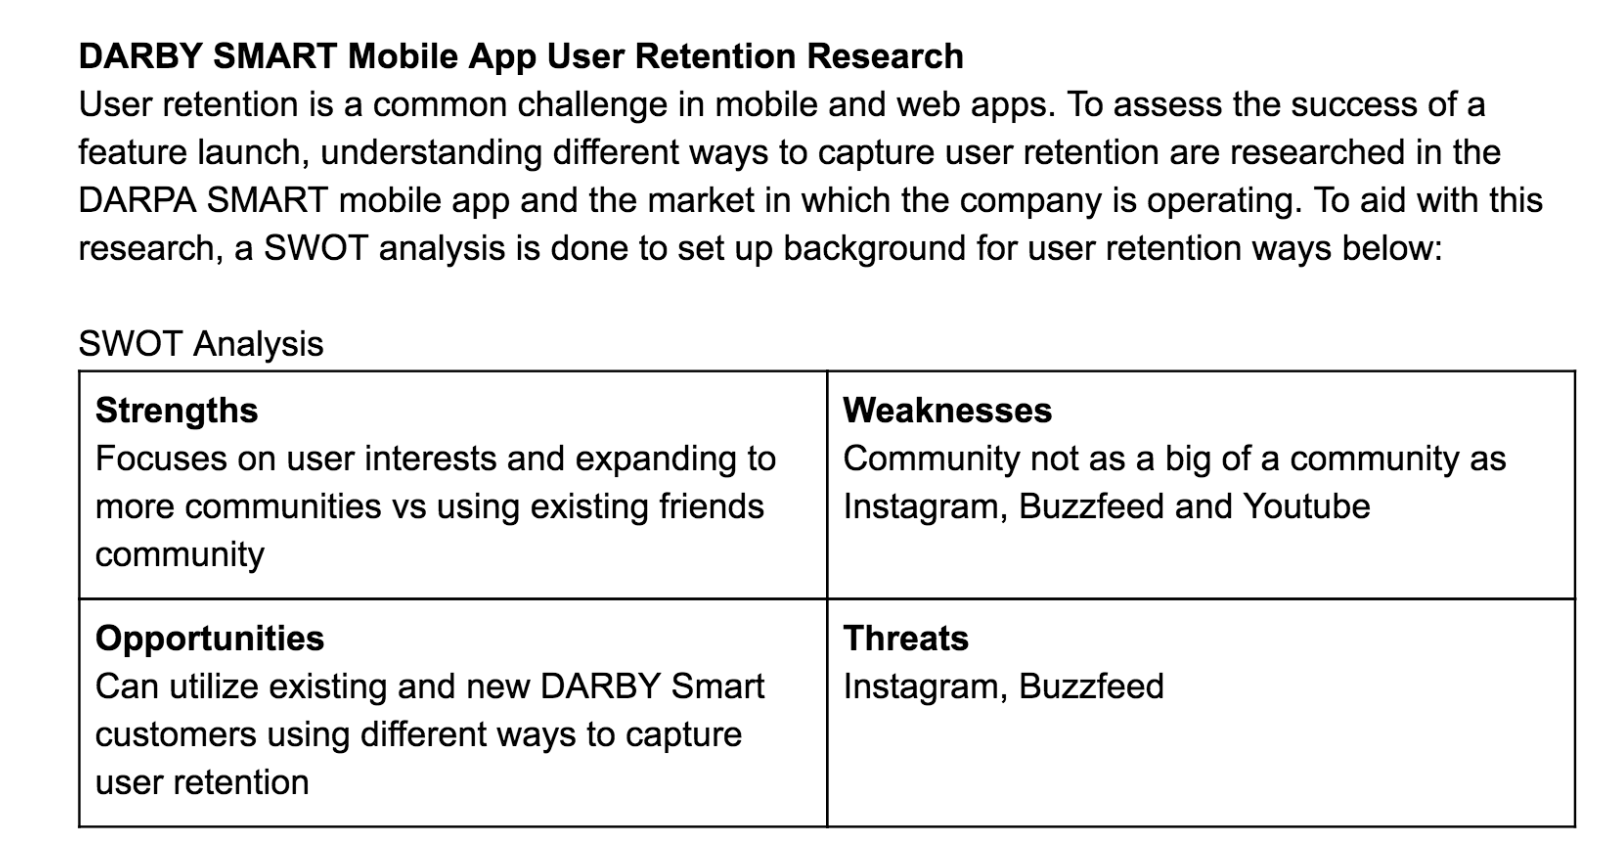 DARBY SMART Mobile App User Retention Research
User retention is a common challenge in mobile and web apps. To assess the success of a
feature launch, understanding different ways to capture user retention are researched in the
DARPA SMART mobile app and the market in which the company is operating. To aid with this
research, a SWOT analysis is done to set up background for user retention ways below:
SWOT Analysis
Strengths
Focuses on user interests and expanding to
more communities vs using existing friends
community
Weaknesses
Community not as a big of a community as
Instagram, Buzzfeed and Youtube
Opportunities
Can utilize existing and new DARBY Smart
customers using different ways to capture
user retention
Threats
Instagram, Buzzfeed